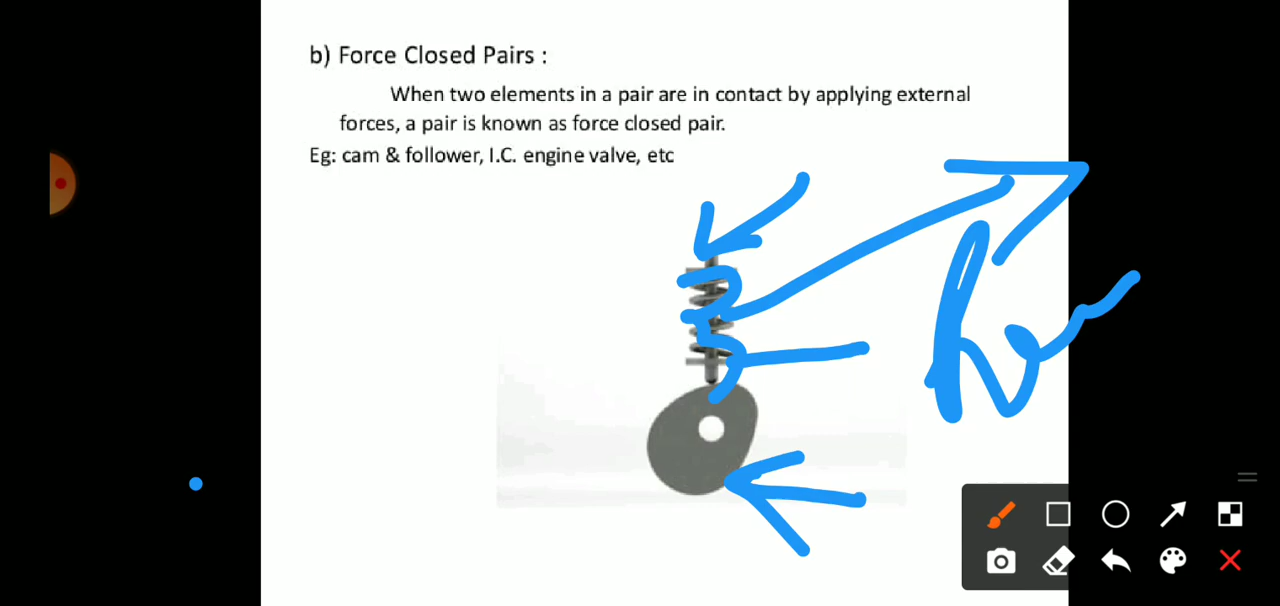 b) Force Closed Pairs :
When two elements in a pair are in contact by applying external
forces, a pair is known as force closed pair.
Eg: cam & follower, I.C. engine valve, etc